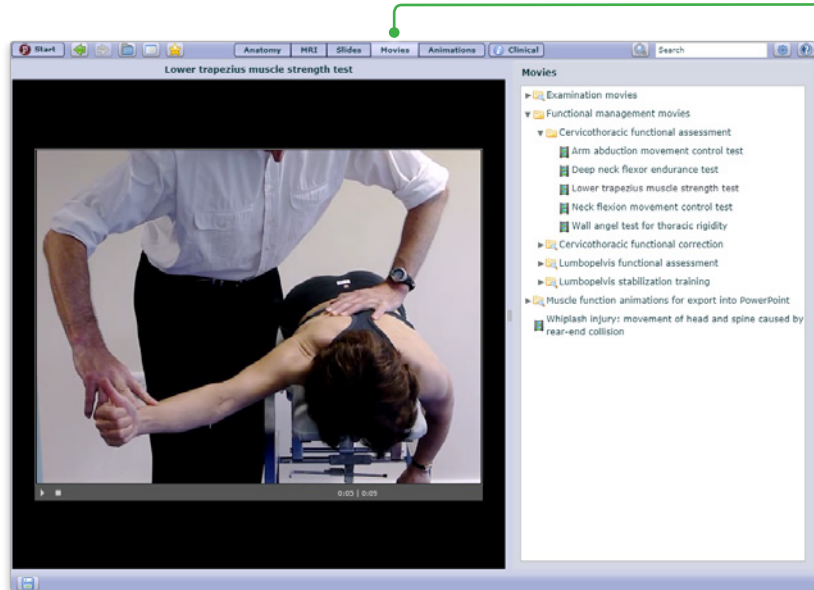 Start
Anatomy MRI Slides Movies Animations Clinical
Search
Lower trapezius muscle strength test
0:05 | 0:09
Movies
Examination movies
Functional management movies
Cervicothoracic functional assessment
Arm abduction movement control test
Deep neck flexor endurance test
Lower trapezius muscle strength test
Neck flexion movement control test
Wall angel test for thoracic rigidity
Cervicothoracic functional correction
Lumbopelvis functional assessment
Lumbopelvis stabilization training
Muscle function animations for export into PowerPoint
Whiplash injury: movement of head and spine caused by
rear-end collision